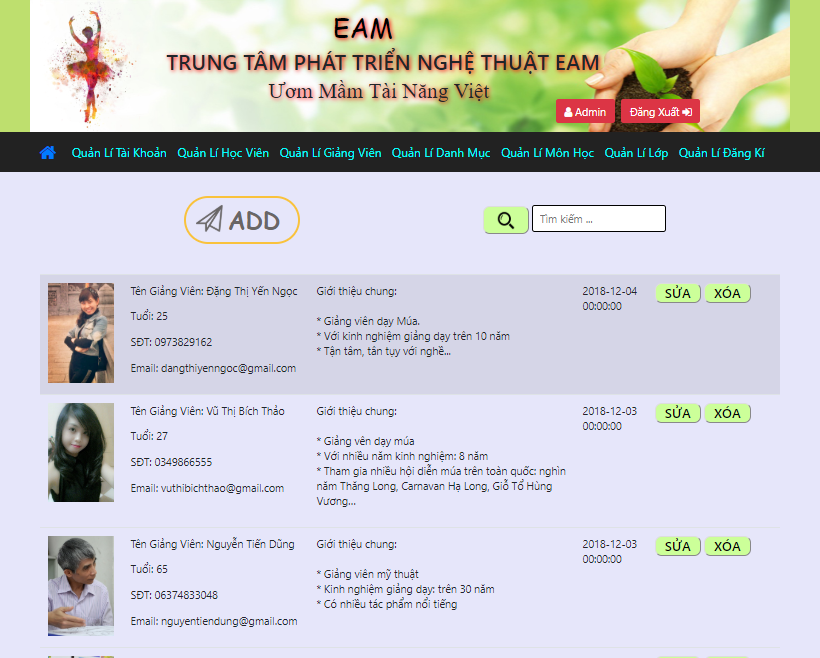 EAM
TRUNG TÂM PHÁT TRIỂN NGHỆ THUẬT EAM
Ươm Mầm Tài Năng Việt
Admin
Đăng Xuất
Quản Lí Tài Khoản Quản Lí Học Viên Quản Lí Giảng Viên Quản Lí Danh Mục Quản Lí Môn Học Quản Lí Lớp Quản Lí Đăng Kí
ADD
Tìm kiếm ...
Tên Giảng Viên: Đặng Thị Yến Ngọc
Tuổi: 25
SĐT: 0973829162
Email: dangthiyenngoc@gmail.com
Giới thiệu chung:
* Giảng viên dạy Múa.
* Với kinh nghiệm giảng dạy trên 10 năm
* Tận tâm, tân tụy với nghề...
2018-12-04
00:00:00
SỬA
XÓA
Tên Giảng Viên: Vũ Thị Bích Thảo
Tuổi: 27
SĐT: 0349866555
Email: vuthibichthao@gmail.com
Giới thiệu chung:
* Giảng vên dạy múa
* Với nhiều năm kinh nghiệm: 8 năm
* Tham gia nhiều hội diễn múa trên toàn quốc: nghìn
năm Thăng Long, Carnavan Hạ Long, Giỗ Tổ Hùng
Vương...
2018-12-03
00:00:00
SỬA
XÓA
Tên Giảng Viên: Nguyễn Tiến Dũng
Tuổi: 65
SĐT: 06374833048
Email: nguyentiendung@gmail.com
Giới thiệu chung:
* Giảng viên mỹ thuật
* Kinh nghiệm giảng dạy: trên 30 năm
* Có nhiều tác phẩm nổi tiếng
2018-12-03
00:00:00
SỬA
XÓA